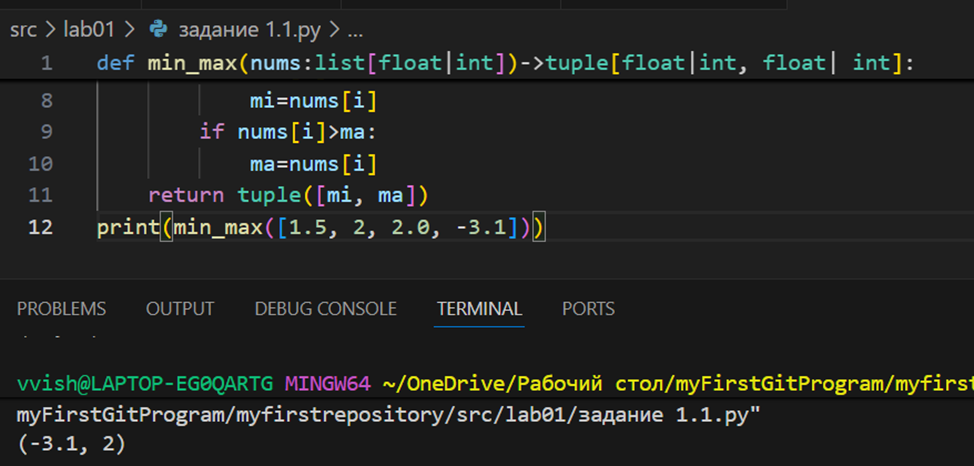 src > lab01 > задание 1.1.py > ...
1 def min_max(nums:list[float|int])->tuple[float|int, float| int]:
8 mi=nums[i]
9 if nums[i]>ma:
10 ma=nums[i]
11 return tuple([mi, ma])
12 print(min_max([1.5, 2, 2.0, -3.1]))
PROBLEMS OUTPUT DEBUG CONSOLE TERMINAL PORTS
vvish@LAPTOP-EG0QARTG MINGW64 ~/OneDrive/Рабочий стол/myFirstGitProgram/myfirst
myFirstGitProgram/myfirstrepository/src/lab01/задание 1.1.py"
(-3.1, 2)